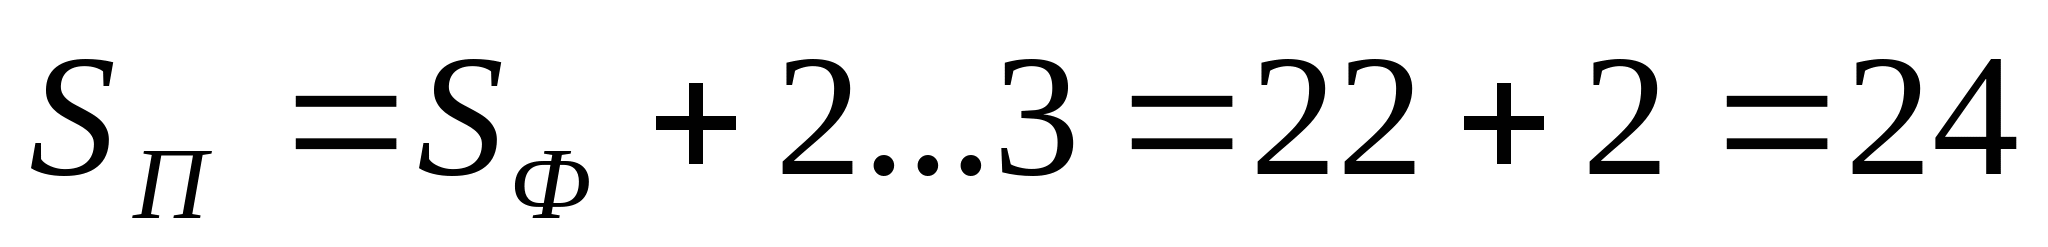 S_П = S_Ф + 2...3 = 22 + 2 = 24